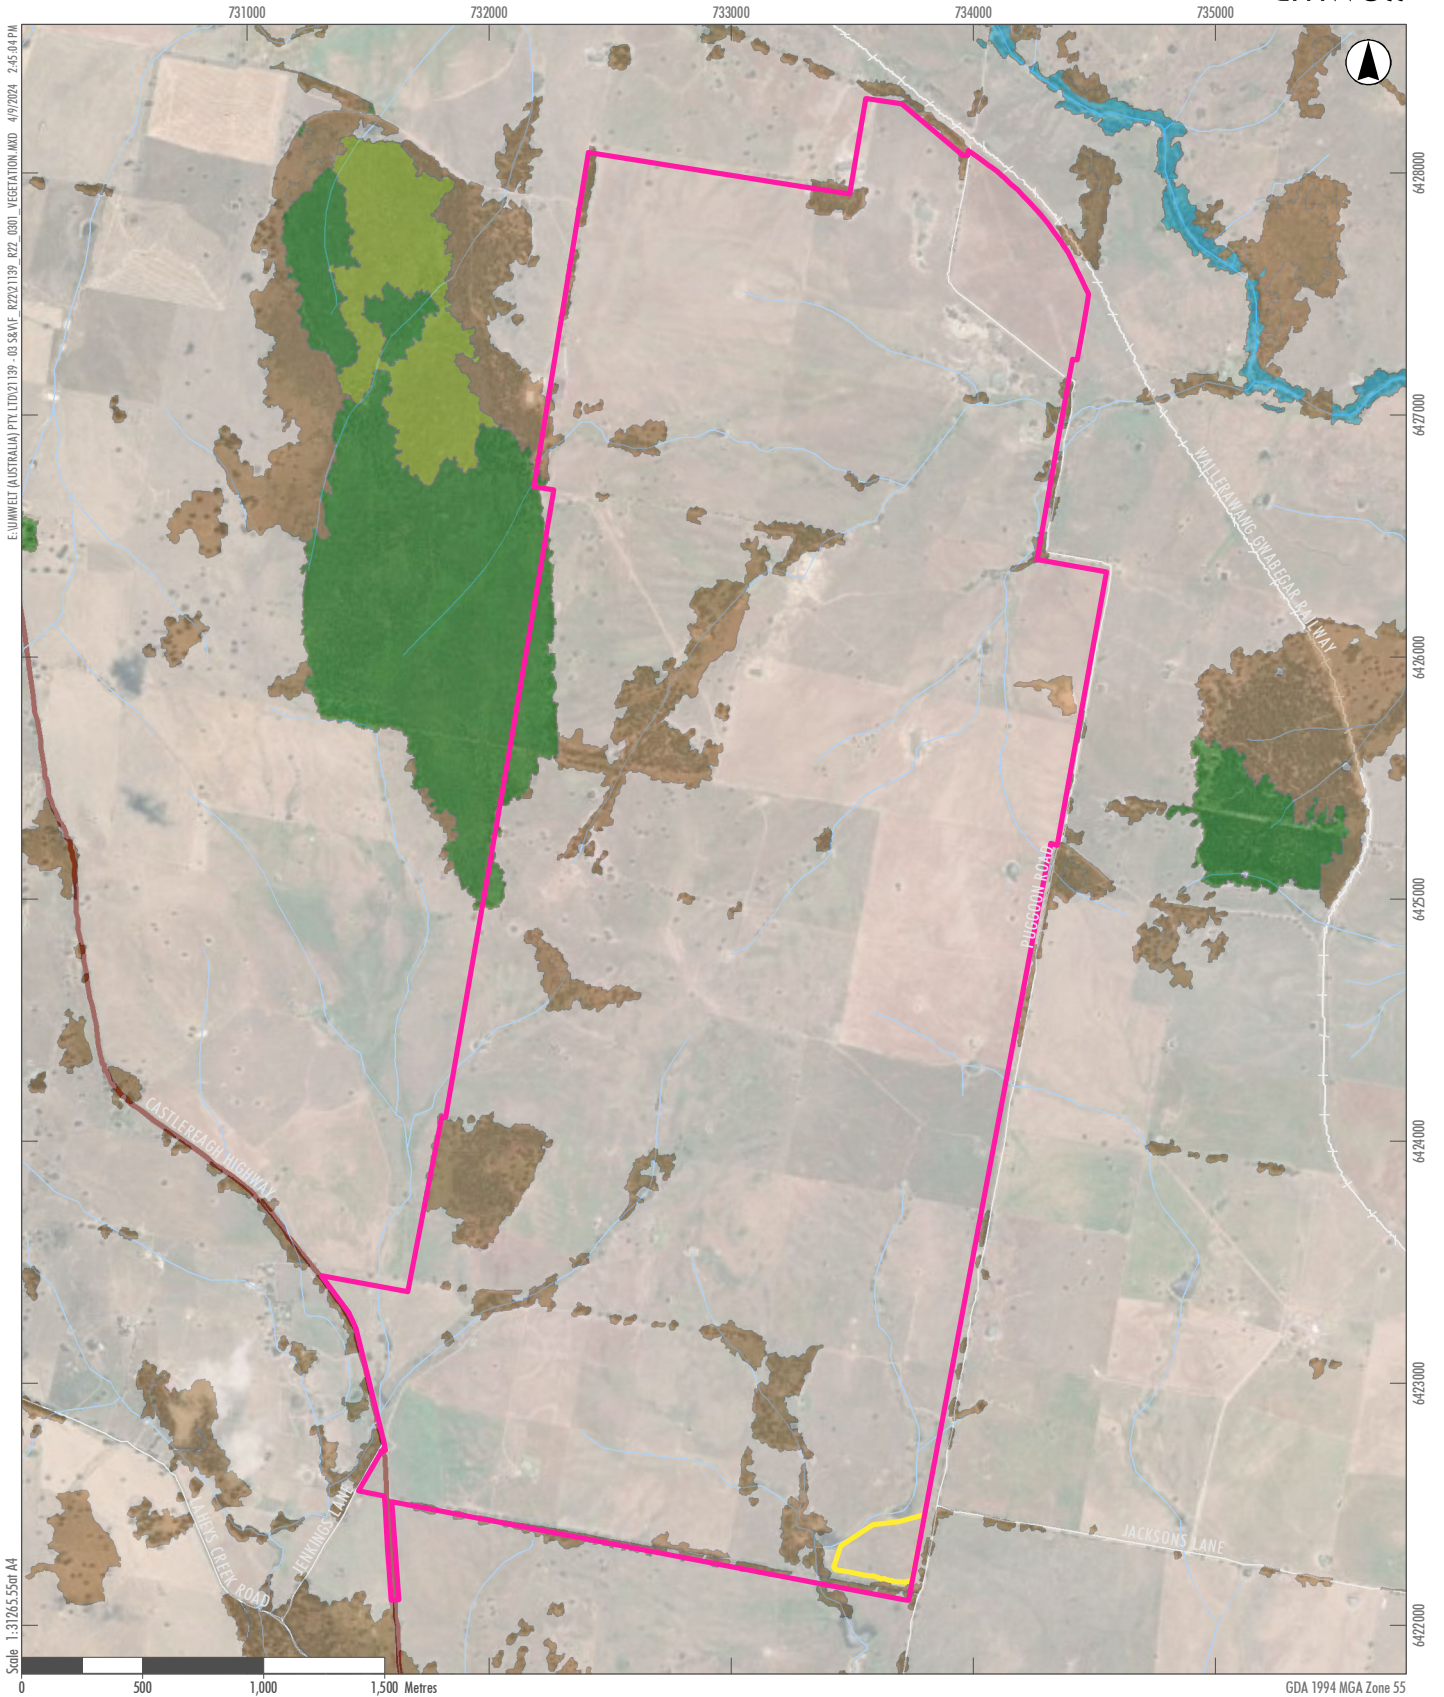 731000
732000
733000
734000
735000
E:\UMWELT (AUSTRALIA) PTY. LTD\21139 - 03 S&V\F_R22\21139_R22_0301_VEGETATION.MXD 4/9/2024 2:45:04 PM
6428000
6427000
WALLERAWANG GWABEGAR RAILWAY
6426000
PUGGOON ROAD
6425000
CASTLEREAGH HIGHWAY
6424000
6423000
JENKINGS LANE
LAHEYS CREEK ROAD
JACKSONS LANE
6422000
Scale 1:31265.55at A4
0 500 1,000 1,500 Metres
GDA 1994 MGA Zone 55